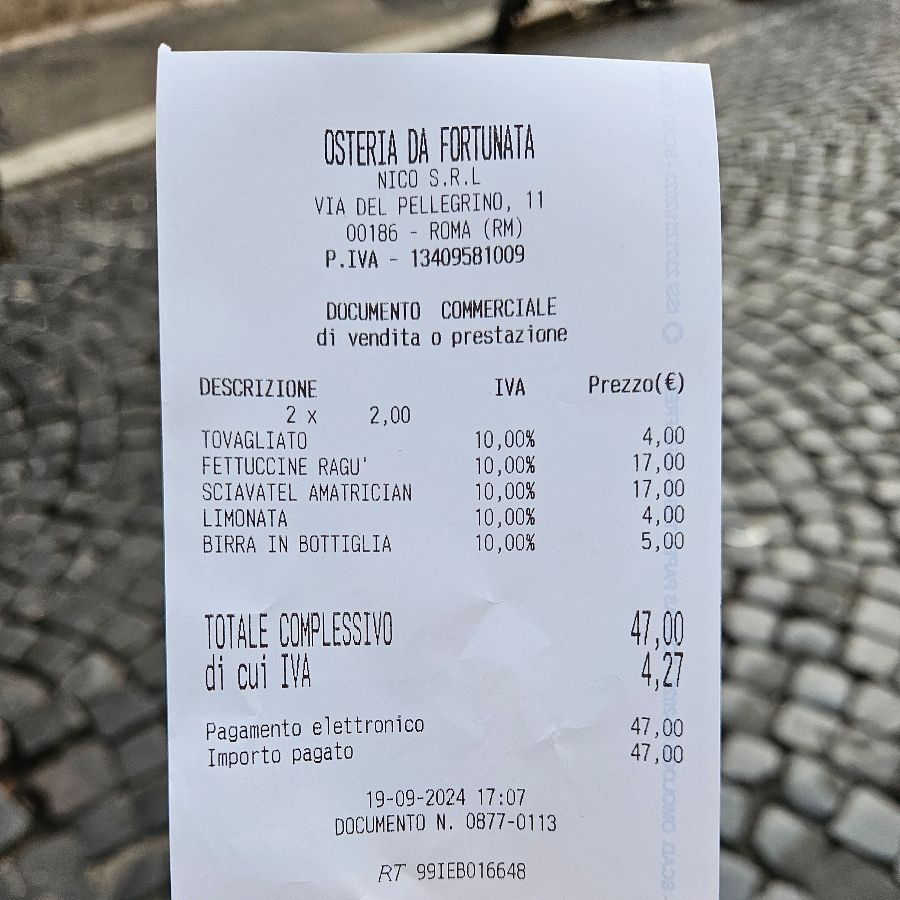 OSTERIA DA FORTUNATA
NICO S.R.L
VIA DEL PELLEGRINO, 11
00186 - ROMA (RM)
P.IVA - 13409581009
DOCUMENTO COMMERCIALE
di vendita o prestazione
DESCRIZIONE IVA Prezzo(€)
2 x 2,00
TOVAGLIATO 10,00% 4,00
FETTUCCINE RAGU' 10,00% 17,00
SCIAVATEL AMATRICIAN 10,00% 17,00
LIMONATA 10,00% 4,00
BIRRA IN BOTTIGLIA 10,00% 5,00
TOTALE COMPLESSIVO 47,00
di cui IVA 4,27
Pagamento elettronico 47,00
Importo pagato 47,00
19-09-2024 17:07
DOCUMENTO N. 0877-0113
RT 99IEB016648